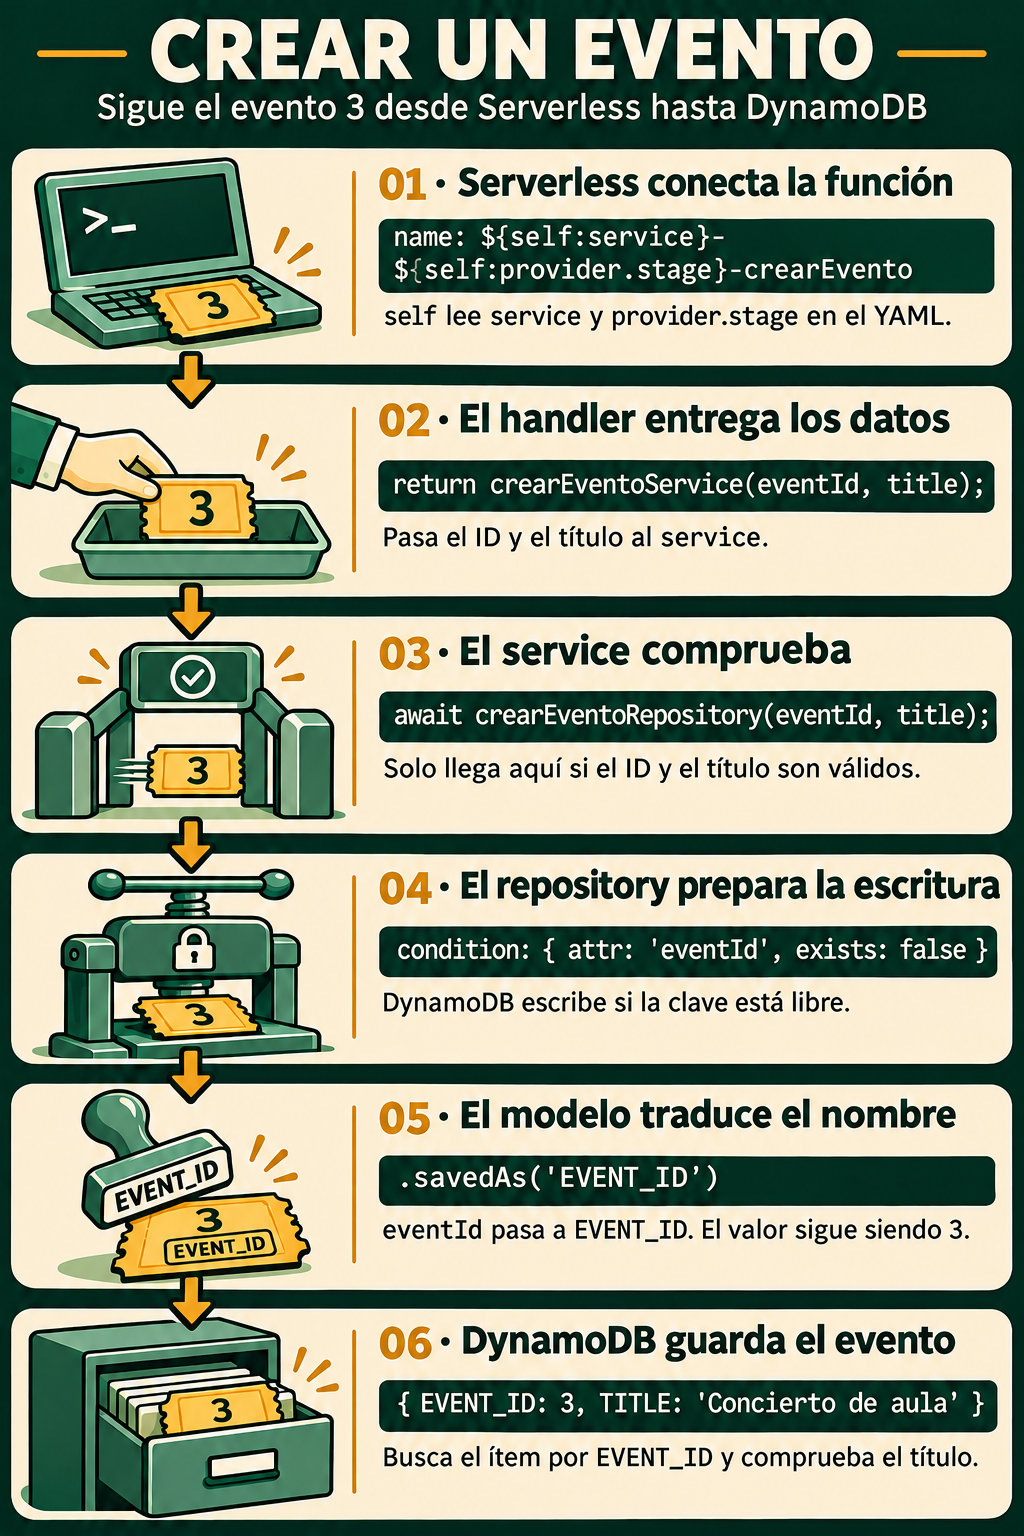 CREAR UN EVENTO
Sigue el evento 3 desde Serverless hasta DynamoDB
>_
3
01 · Serverless conecta la función
name: ${self:service}-
${self:provider.stage}-crearEvento
self lee service y provider.stage en el YAML.
3
02 · El handler entrega los datos
return crearEventoService(eventId, title);
Pasa el ID y el título al service.
3
03 · El service comprueba
await crearEventoRepository(eventId, title);
Solo llega aquí si el ID y el título son válidos.
3
04 · El repository prepara la escritura
condition: { attr: 'eventId', exists: false }
DynamoDB escribe si la clave está libre.
EVENT_ID
3
EVENT_ID
05 · El modelo traduce el nombre
.savedAs('EVENT_ID’)
eventId pasa a EVENT_ID. El valor sigue siendo 3.
3
06 · DynamoDB guarda el evento
{ EVENT_ID: 3, TITLE: 'Concierto de aula’ }
Busca el ítem por EVENT_ID y comprueba el título.